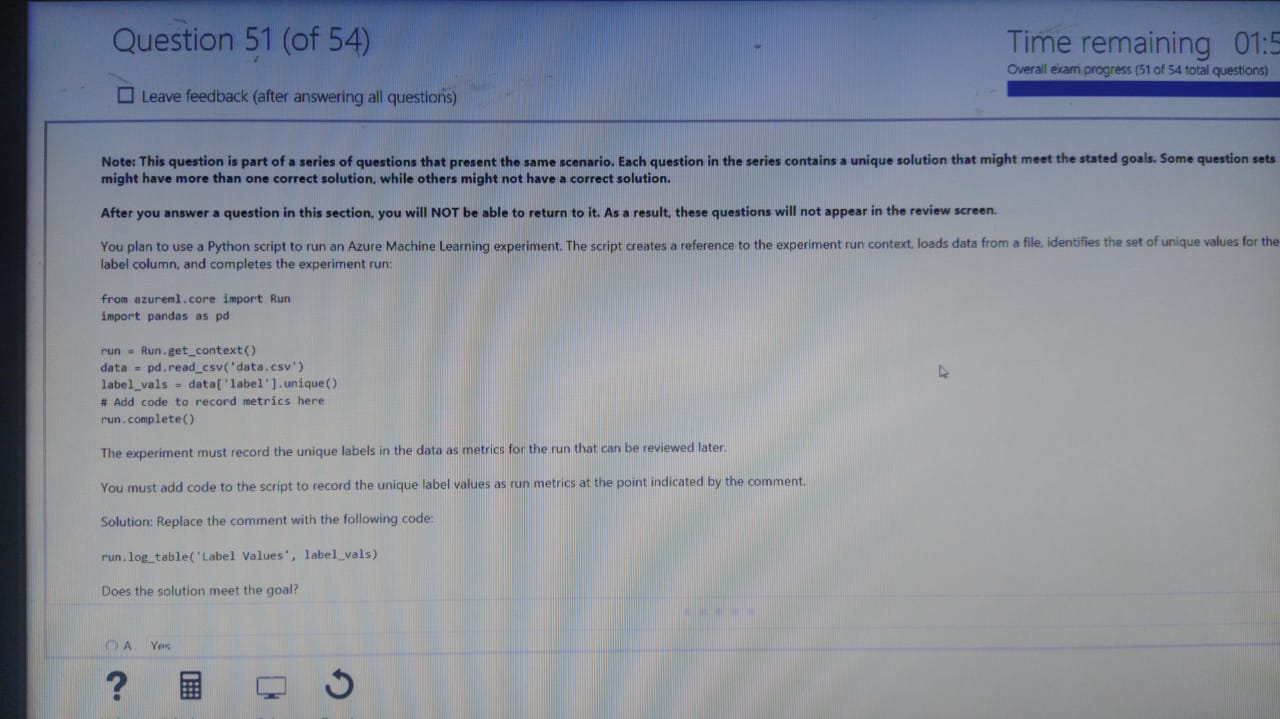 Question 51 (of 54)
Time remaining 01:5
Overall exam progress (51 of 54 total questions)
Leave feedback (after answering all questions)
Note: This question is part of a series of questions that present the same scenario. Each question in the series contains a unique solution that might meet the stated goals. Some question sets
might have more than one correct solution, while others might not have a correct solution.
After you answer a question in this section, you will NOT be able to return to it. As a result, these questions will not appear in the review screen.
You plan to use a Python script to run an Azure Machine Learning experiment. The script creates a reference to the experiment run context, loads data from a file, identifies the set of unique values for the
label column, and completes the experiment run:
from azureml.core import Run
import pandas as pd
run = Run.get_context()
data = pd.read_csv('data.csv')
label_vals = data['label'].unique()
# Add code to record metrics here
run.complete()
The experiment must record the unique labels in the data as metrics for the run that can be reviewed later.
You must add code to the script to record the unique label values as run metrics at the point indicated by the comment.
Solution: Replace the comment with the following code:
run.log_table('Label Values', label_vals)
Does the solution meet the goal?
A. Yes
?